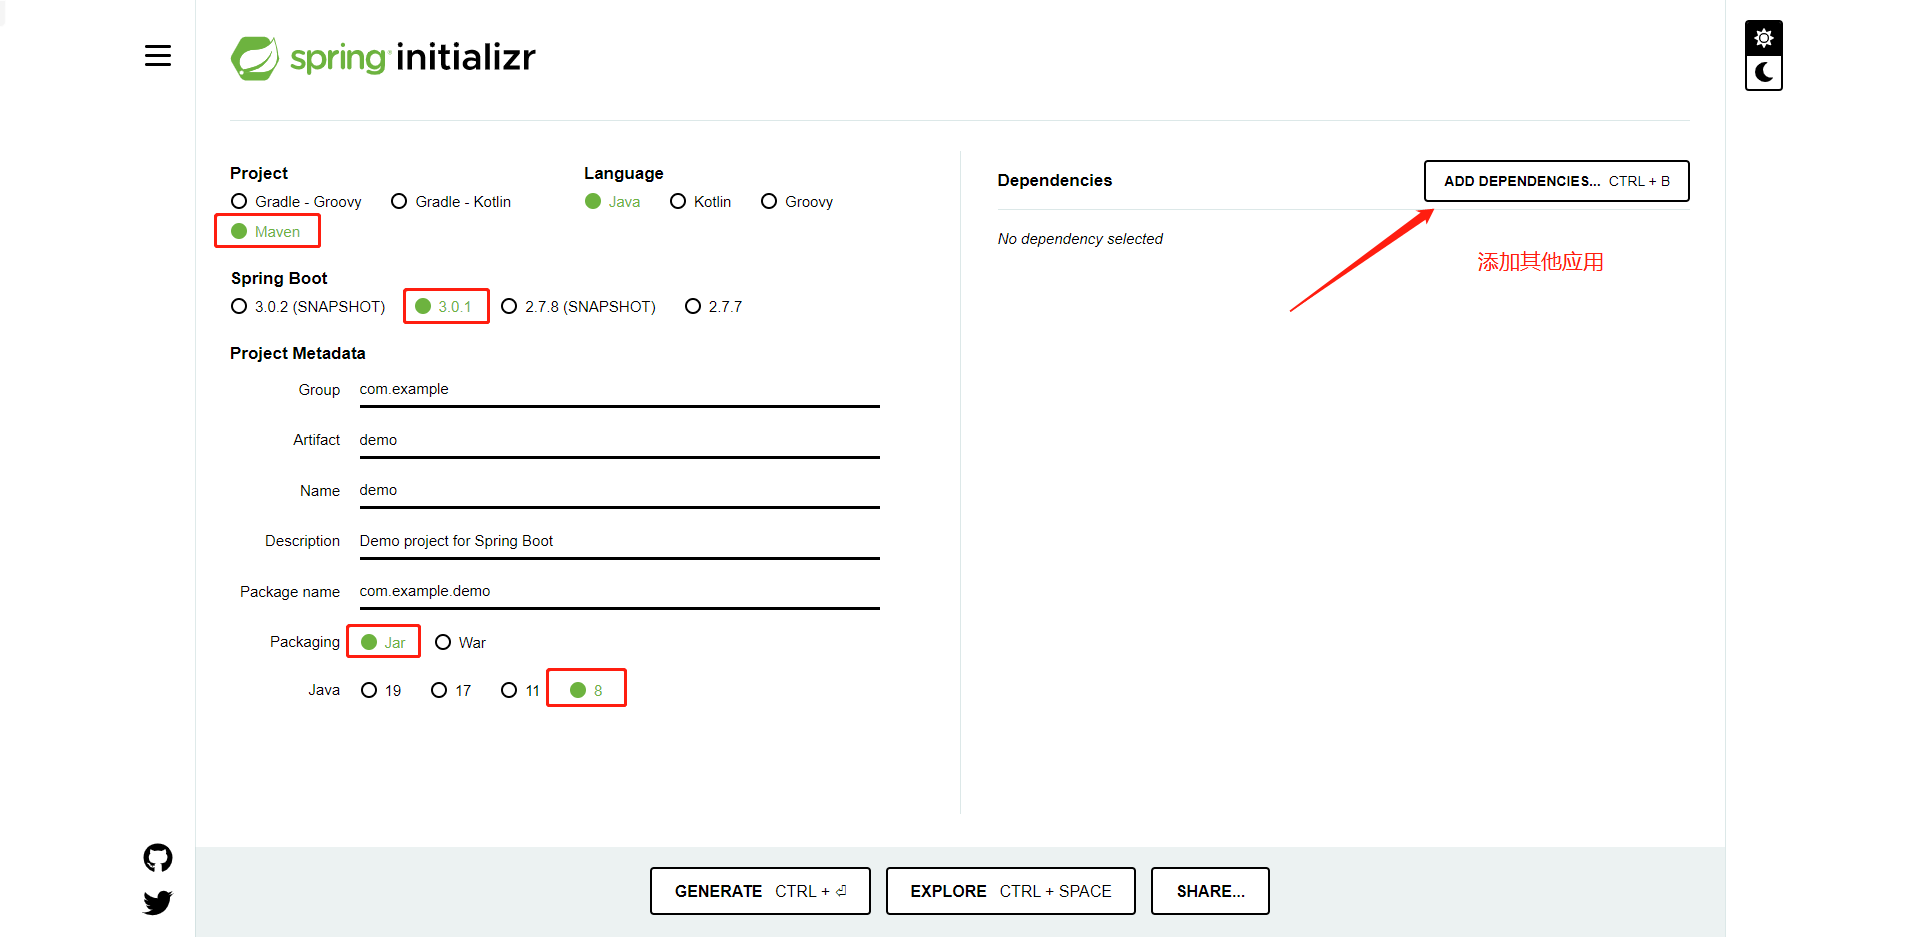 spring initializr
Project
Gradle - Groovy Gradle - Kotlin
Maven
Language
Java Kotlin Groovy
Spring Boot
3.0.2 (SNAPSHOT) 3.0.1 2.7.8 (SNAPSHOT) 2.7.7
Project Metadata
Group com.example
Artifact demo
Name demo
Description Demo project for Spring Boot
Package name com.example.demo
Packaging Jar War
Java 19 17 11 8
Dependencies
ADD DEPENDENCIES... CTRL + B
No dependency selected
添加其他应用
GENERATE CTRL + ⏎
EXPLORE CTRL + SPACE
SHARE...